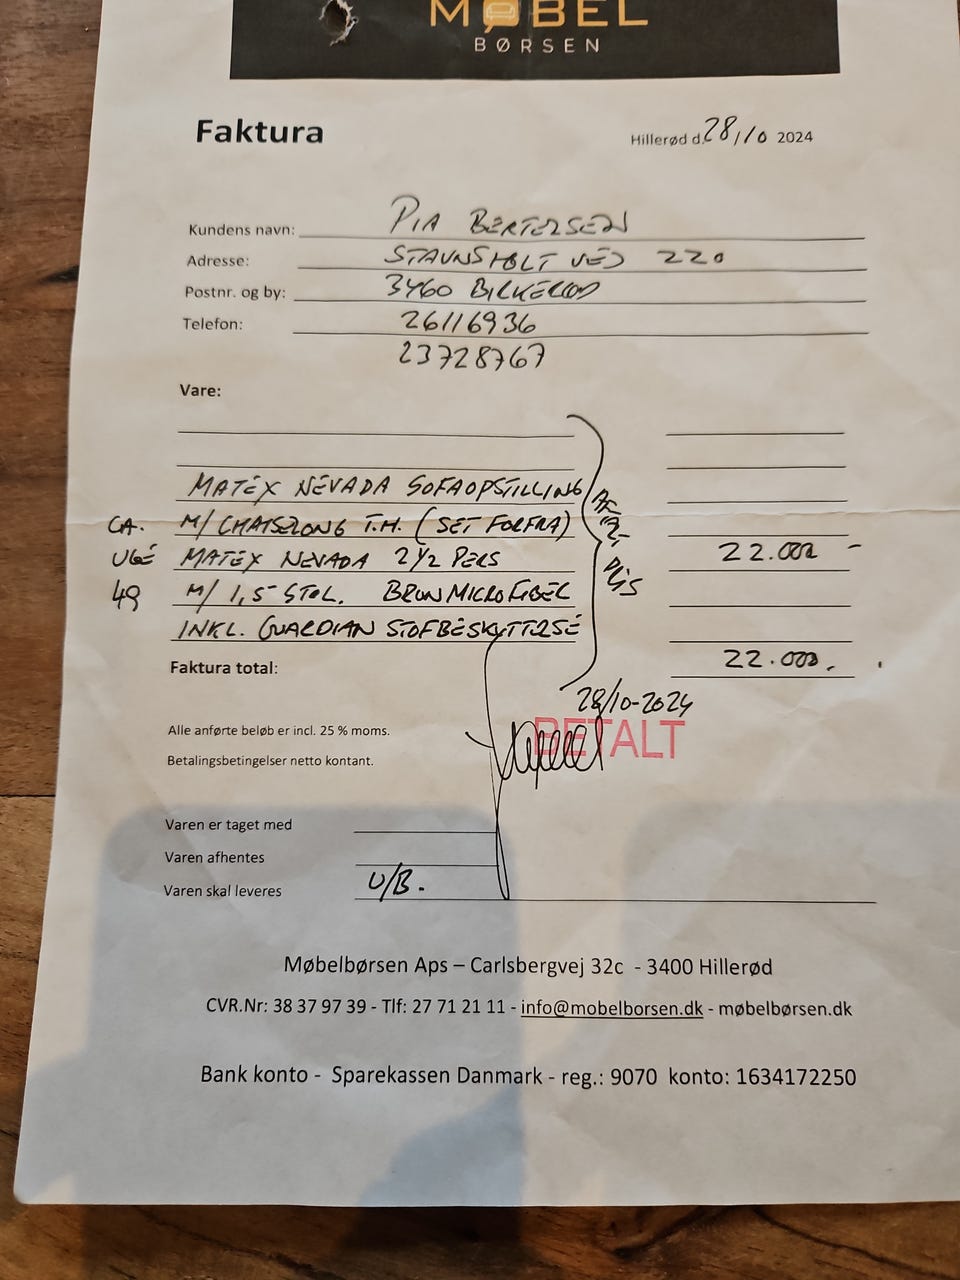 MØBEL
BØRSEN
Faktura
Hillerød d. 28/10 2024
Kundens navn: PIA BERTELSEN
Adresse: STAVNSHOLT VEJ 220
Postnr. og by: 3460 BIRKERØD
Telefon: 26116936
23728767
Vare:
MATEX NEVADA SOFAOPSTILLING
CA. M/ CHAISELONG T.H. (SET FORFRA)
UGE MATEX NEVADA 2 1/2 PERS 22.000 -
49 M/ 1,5 STOL. BRUN MICROFIBER
INKL. GUARDIAN STOFBESKYTTELSE
Faktura total: 22.000.
28/10-2024
BETALT
Alle anførte beløb er incl. 25 % moms.
Betalingsbetingelser netto kontant.
Varen er taget med
Varen afhentes
Varen skal leveres U/B.
Møbelbørsen Aps – Carlsbergvej 32c - 3400 Hillerød
CVR.Nr: 38 37 97 39 - Tlf: 27 71 21 11 - info@mobelborsen.dk - møbelbørsen.dk
Bank konto - Sparekassen Danmark - reg.: 9070 konto: 1634172250